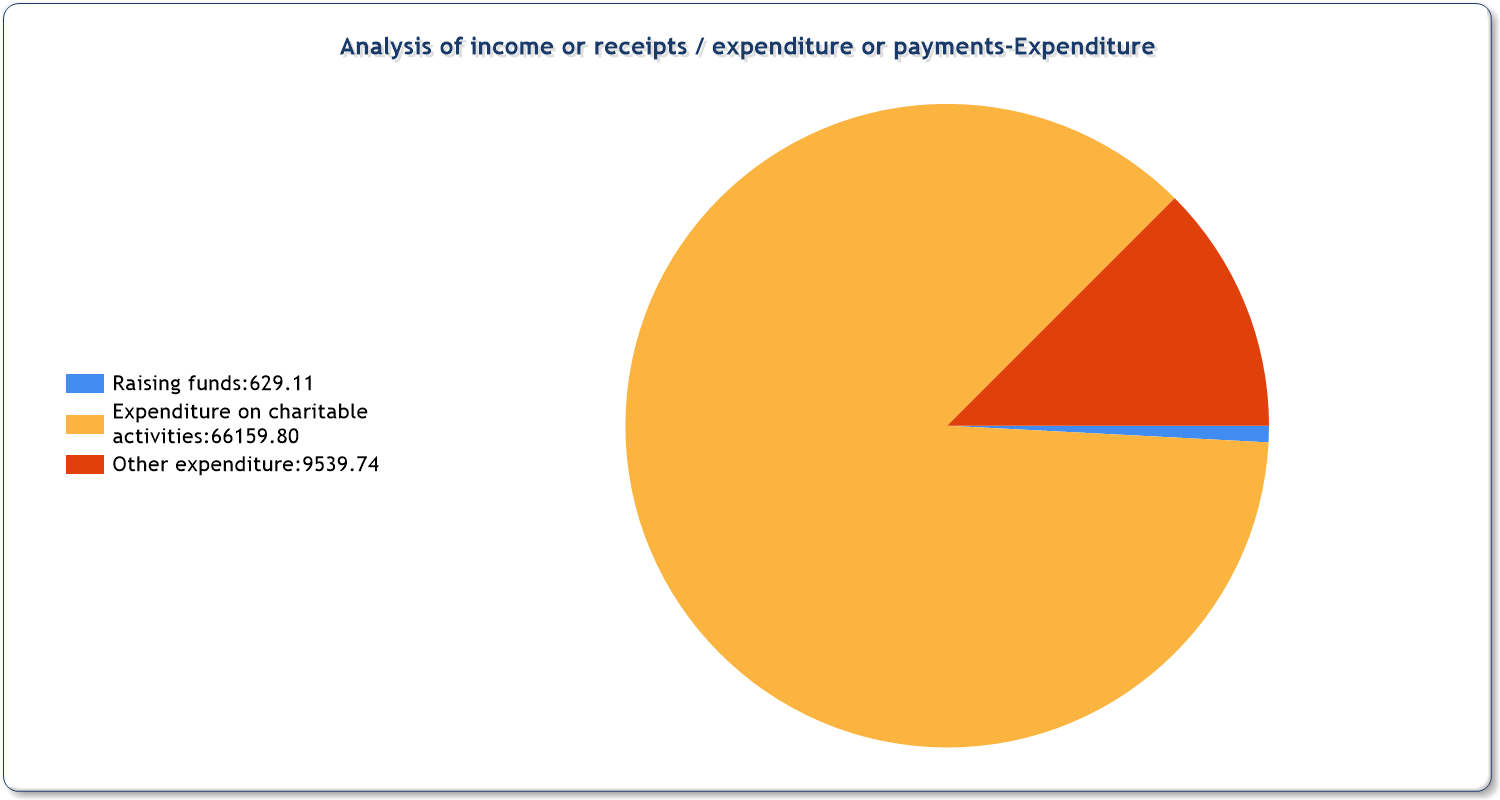 Analysis of income or receipts / expenditure or payments-Expenditure
Raising funds:629.11
Expenditure on charitable
activities:66159.80
Other expenditure:9539.74